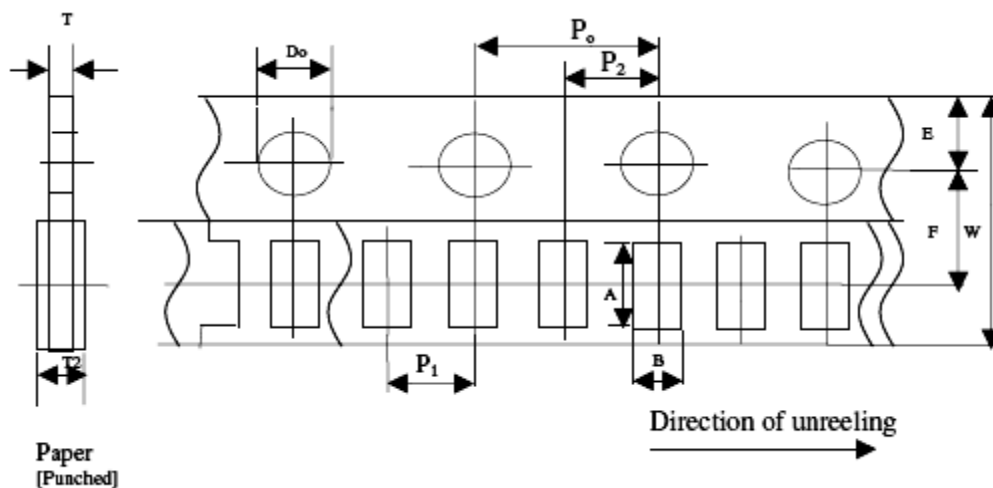 T
Do
Pₒ
P₂
E
F
W
A
T2
P₁
B
Direction of unreeling
Paper
[Punched]